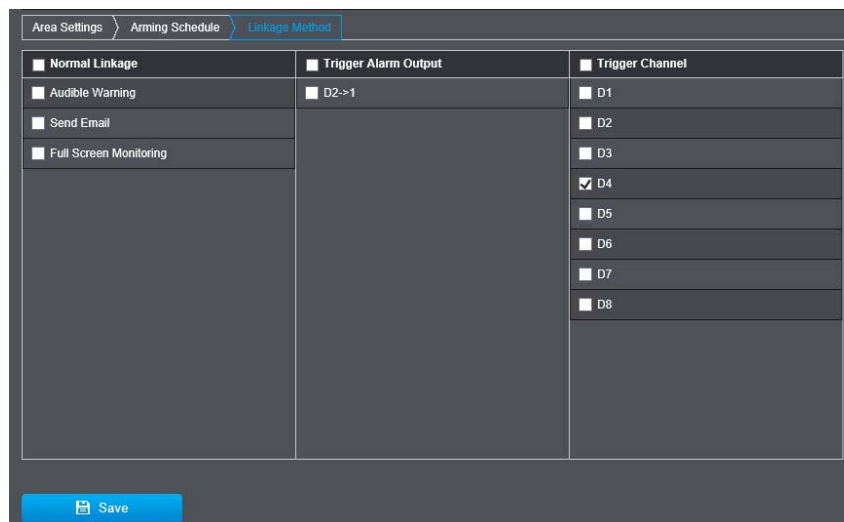 Area Settings Arming Schedule Linkage Method
Normal Linkage Trigger Alarm Output Trigger Channel
Audible Warning D2->1 D1
Send Email D2
Full Screen Monitoring D3
D4
D5
D6
D7
D8
Save